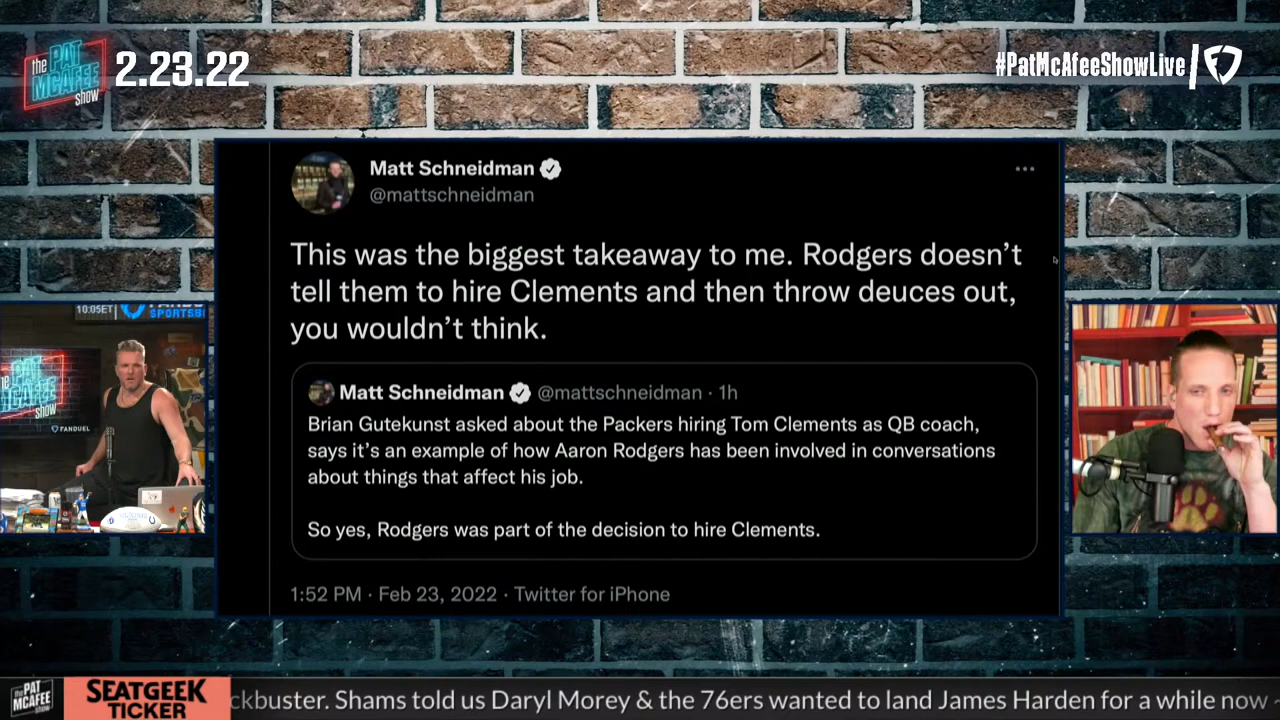 the PAT MCAFEE show
2.23.22
#PatMcAfeeShowLive
Matt Schneidman
@mattschneidman
This was the biggest takeaway to me. Rodgers doesn’t
tell them to hire Clements and then throw deuces out,
you wouldn’t think.
Matt Schneidman @mattschneidman · 1h
Brian Gutekunst asked about the Packers hiring Tom Clements as QB coach,
says it’s an example of how Aaron Rodgers has been involved in conversations
about things that affect his job.
So yes, Rodgers was part of the decision to hire Clements.
1:52 PM · Feb 23, 2022 · Twitter for iPhone
10:05ET
FANDUEL
SPORTSB
the PAT MCAFEE show
FANDUEL
the PAT MCAFEE show
SEATGEEK
TICKER
ckbuster. Shams told us Daryl Morey & the 76ers wanted to land James Harden for a while now